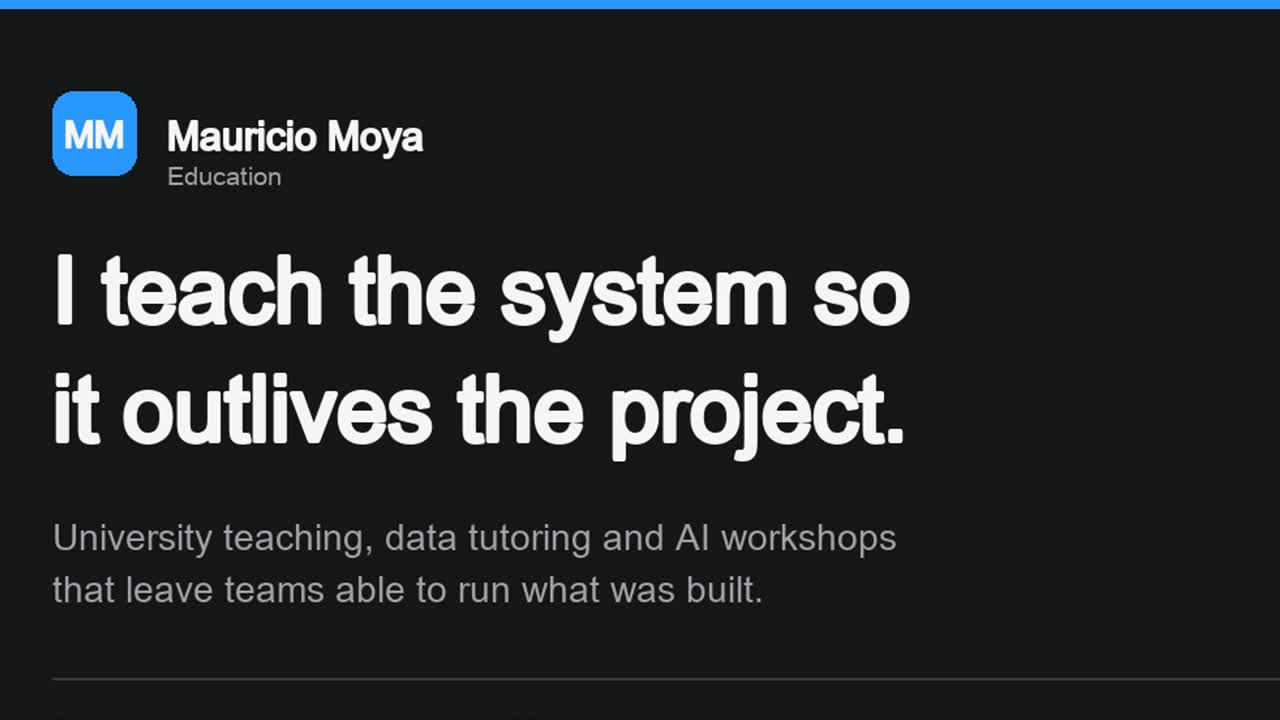 MM
Mauricio Moya
Education
I teach the system so
it outlives the project.
University teaching, data tutoring and AI workshops
that leave teams able to run what was built.